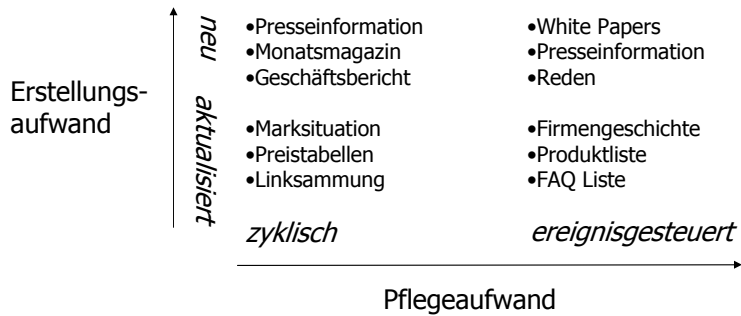 neu
•Presseinformation
•Monatsmagazin
•Geschäftsbericht
•White Papers
•Presseinformation
•Reden
Erstellungs-
aufwand
aktualisiert
•Marksituation
•Preistabellen
•Linksammung
•Firmengeschichte
•Produktliste
•FAQ Liste
zyklisch
ereignisgesteuert
Pflegeaufwand